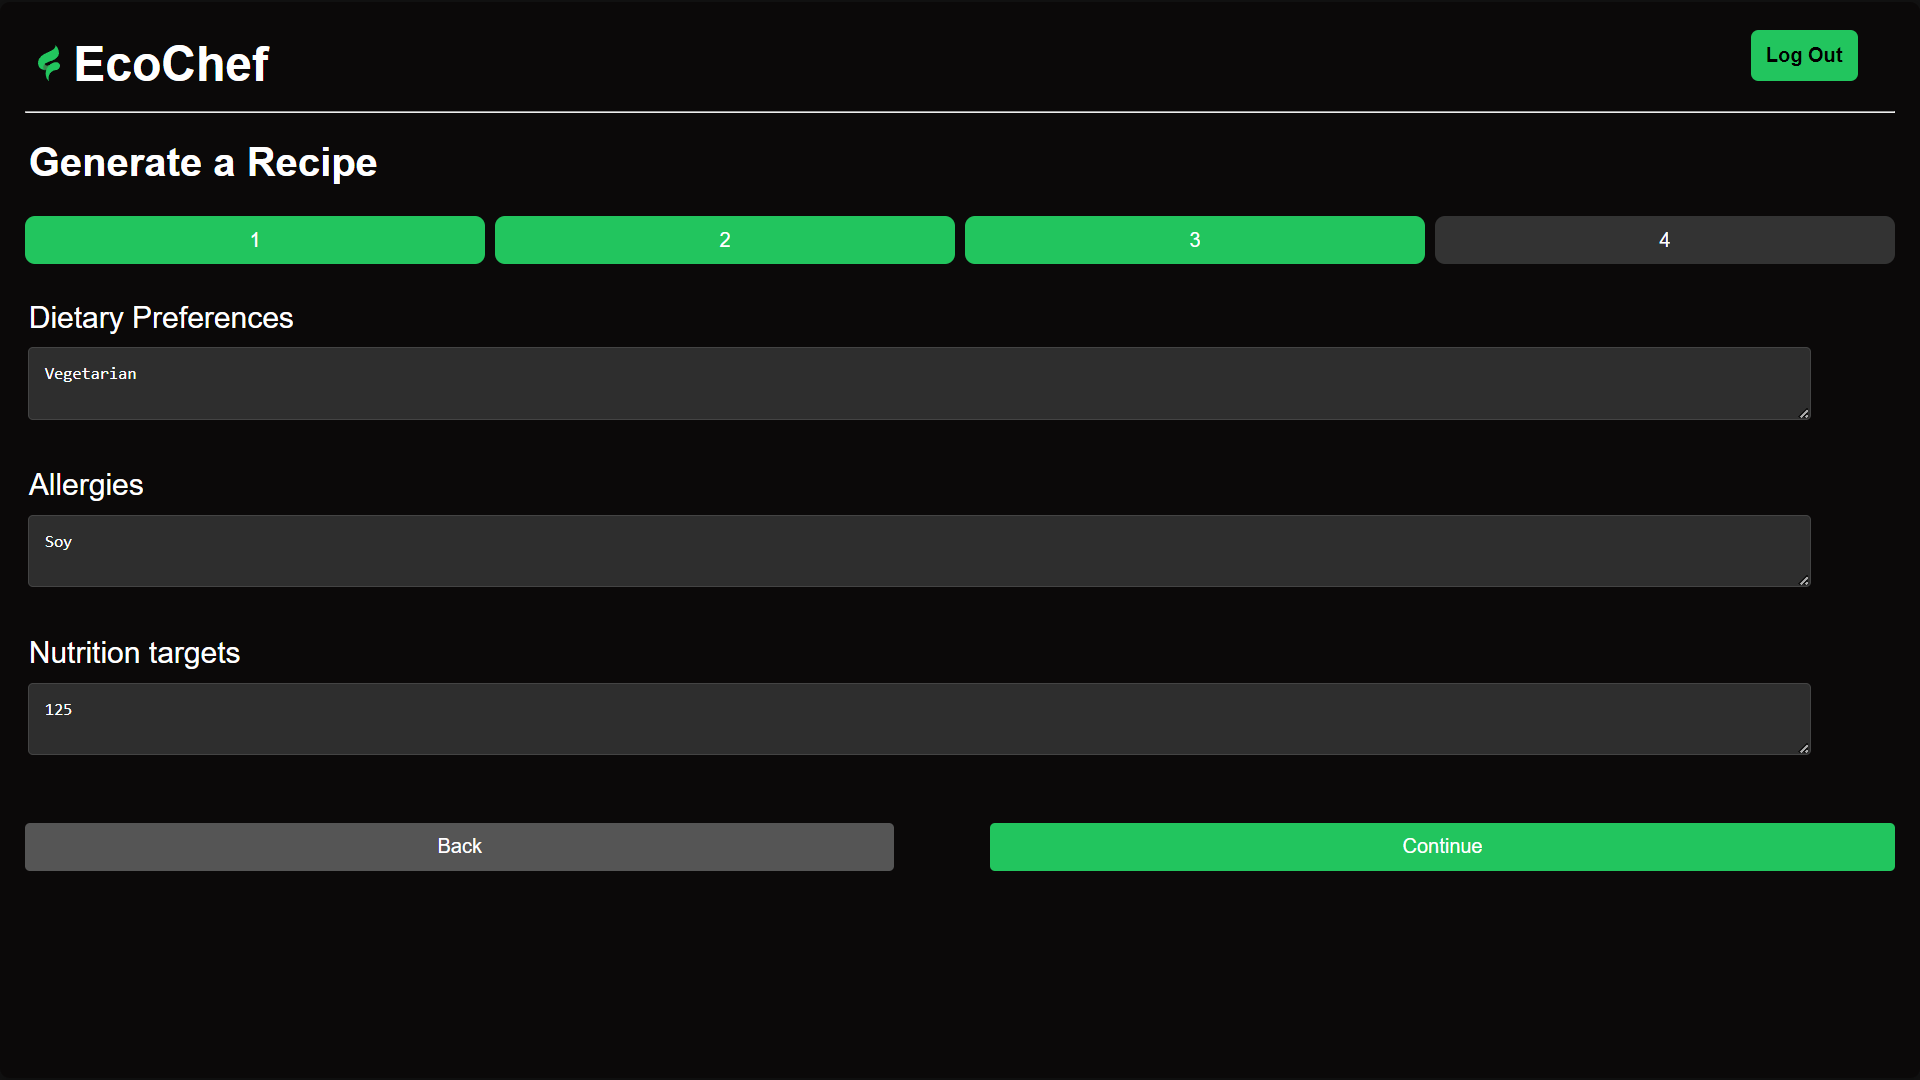 EcoChef
Log Out
Generate a Recipe
1
2
3
4
Dietary Preferences
Vegetarian
Allergies
Soy
Nutrition targets
125
Back
Continue